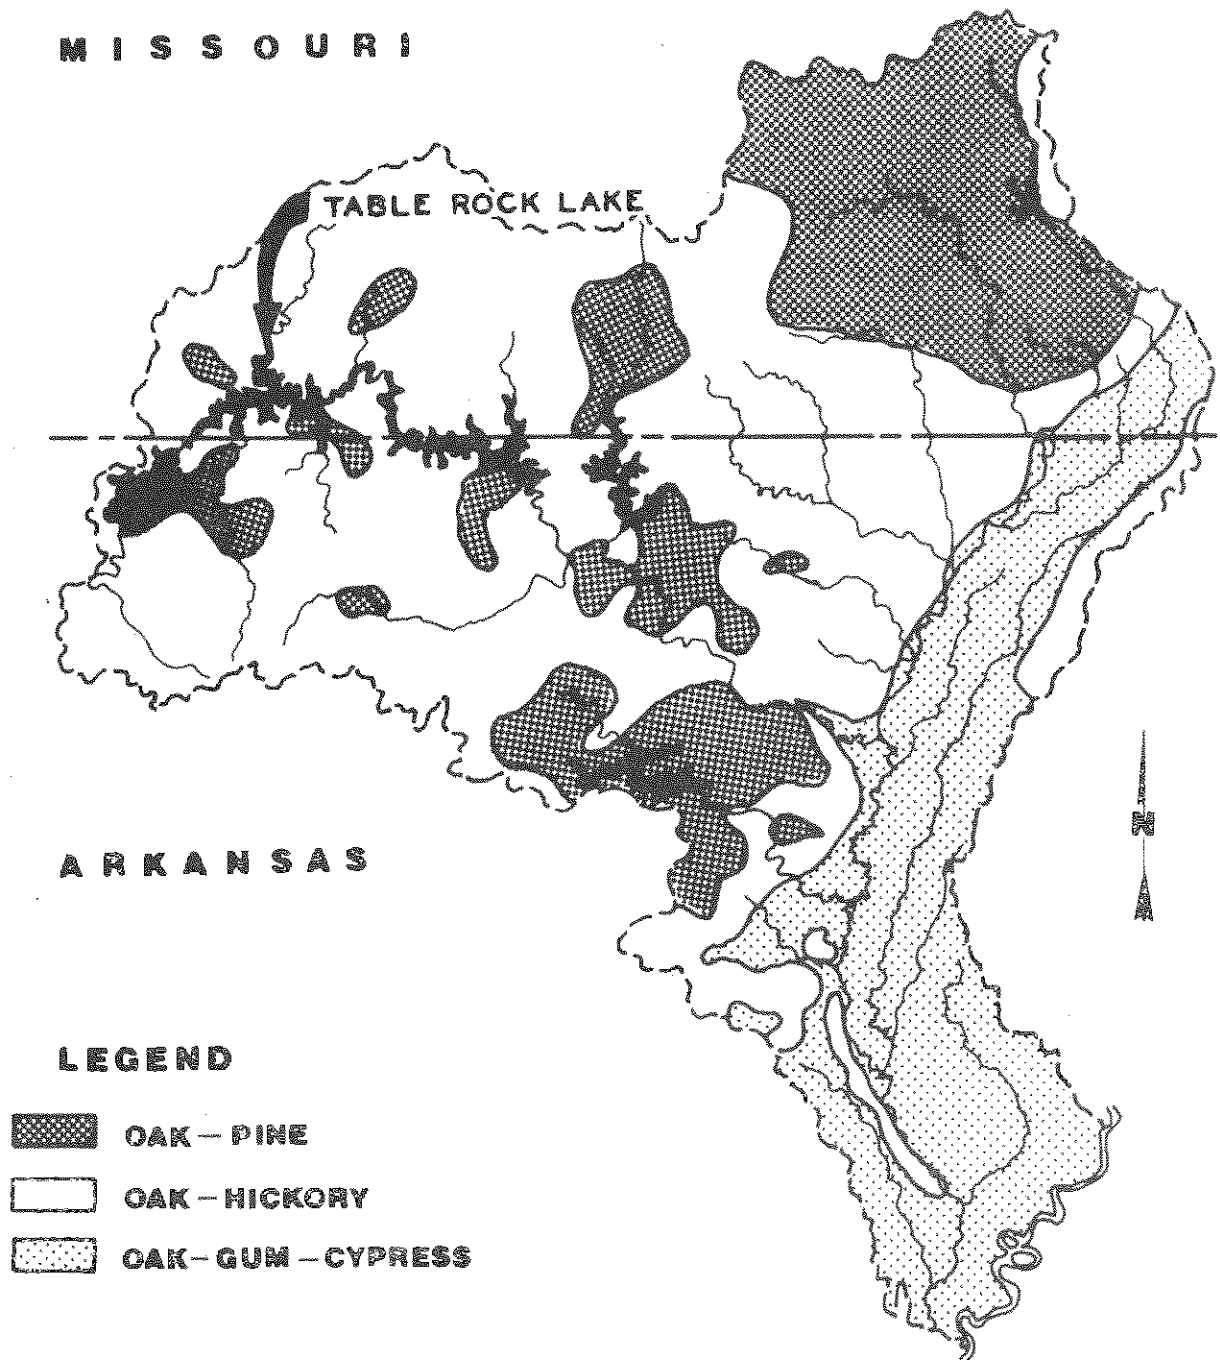 MISSOURI
TABLE ROCK LAKE
N
ARKANSAS
LEGEND
OAK—PINE
OAK—HICKORY
OAK—GUM—CYPRESS